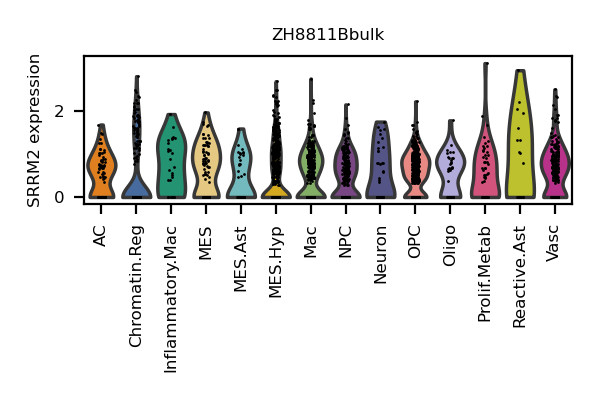 ZH8811Bbulk
SRRM2 expression
2
0
AC
Chromatin.Reg
Inflammatory.Mac
MES
MES.Ast
MES.Hyp
Mac
NPC
Neuron
OPC
Oligo
Prolif.Metab
Reactive.Ast
Vasc